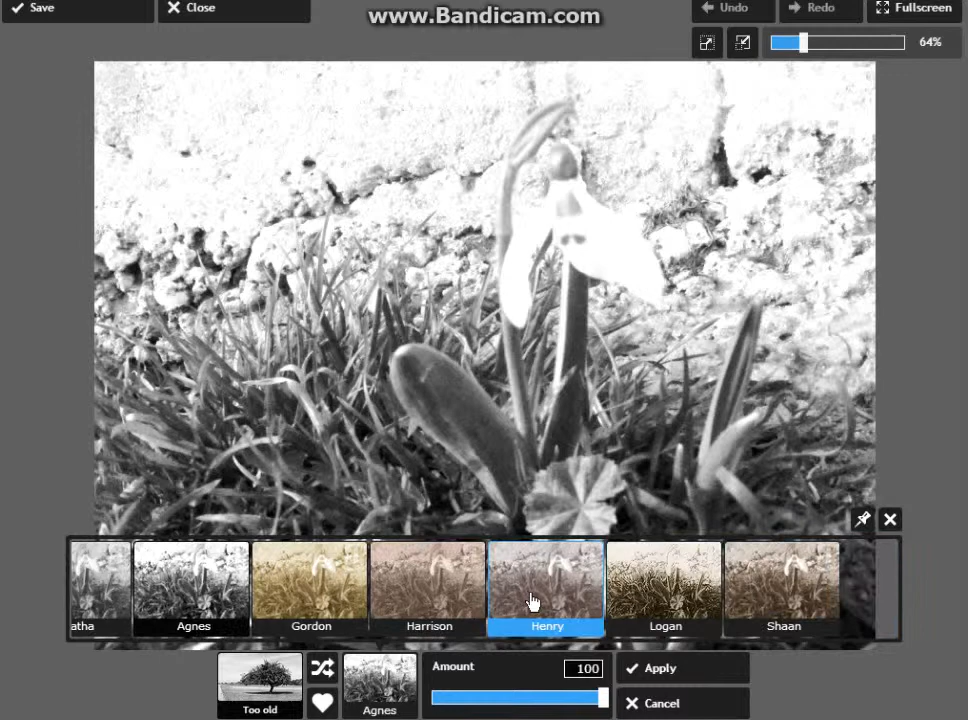 Save
Close
www.Bandicam.com
Undo
Redo
Fullscreen
64%
atha
Agnes
Gordon
Harrison
Henry
Logan
Shaan
Too old
Agnes
Amount
100
Apply
Cancel